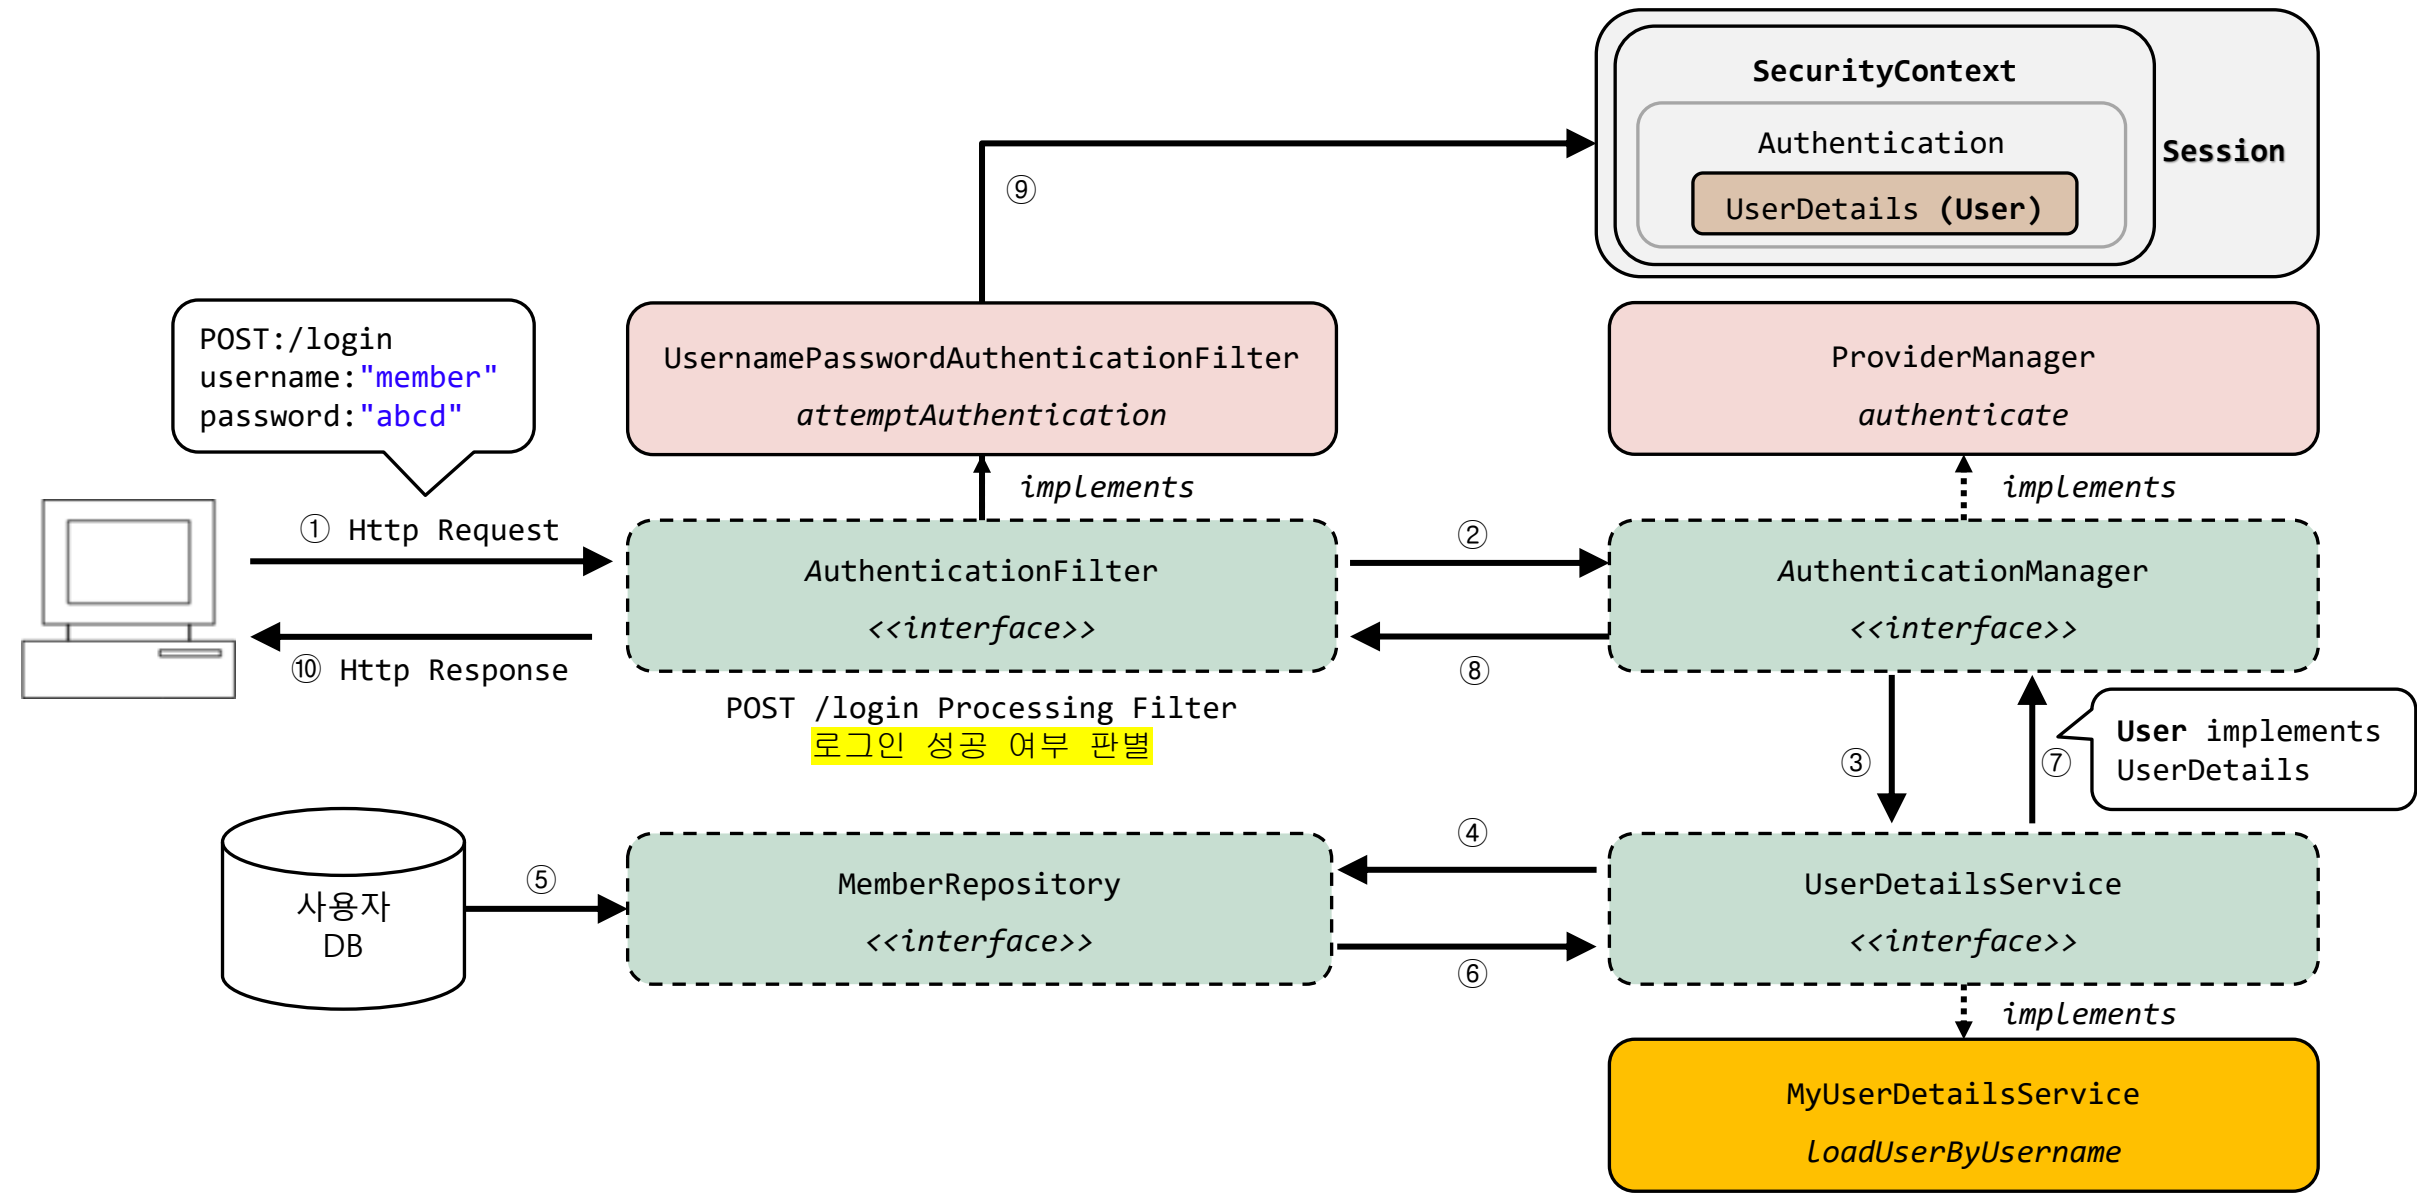 SecurityContext
Authentication
UserDetails (User)
Session
⑨
POST:/login
username:"member"
password:"abcd"
UsernamePasswordAuthenticationFilter
attemptAuthentication
ProviderManager
authenticate
implements
implements
① Http Request
AuthenticationFilter
<<interface>>
②
⑧
AuthenticationManager
<<interface>>
⑩ Http Response
POST /login Processing Filter
로그인 성공 여부 판별
③
⑦
User implements
UserDetails
사용자
DB
⑤
MemberRepository
<<interface>>
④
⑥
UserDetailsService
<<interface>>
implements
MyUserDetailsService
loadUserByUsername